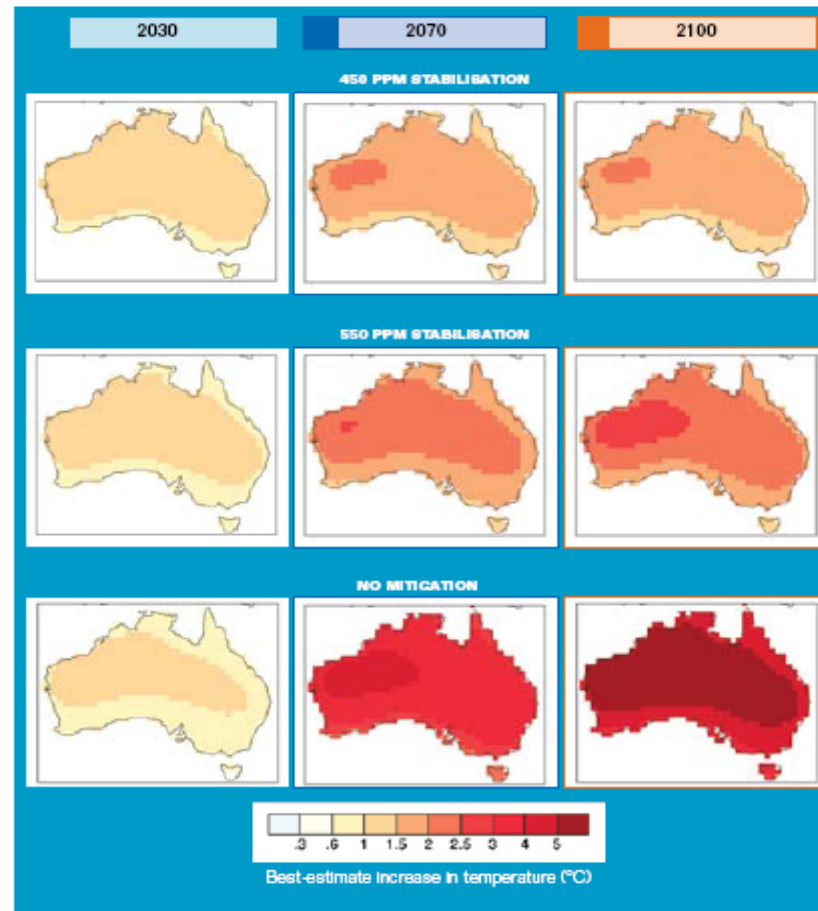 2030 2070 2100
450 PPM STABILISATION
550 PPM STABILISATION
NO MITIGATION
.3 .6 1 1.5 2 2.5 3 4 5
Best-estimate increase in temperature (°C)